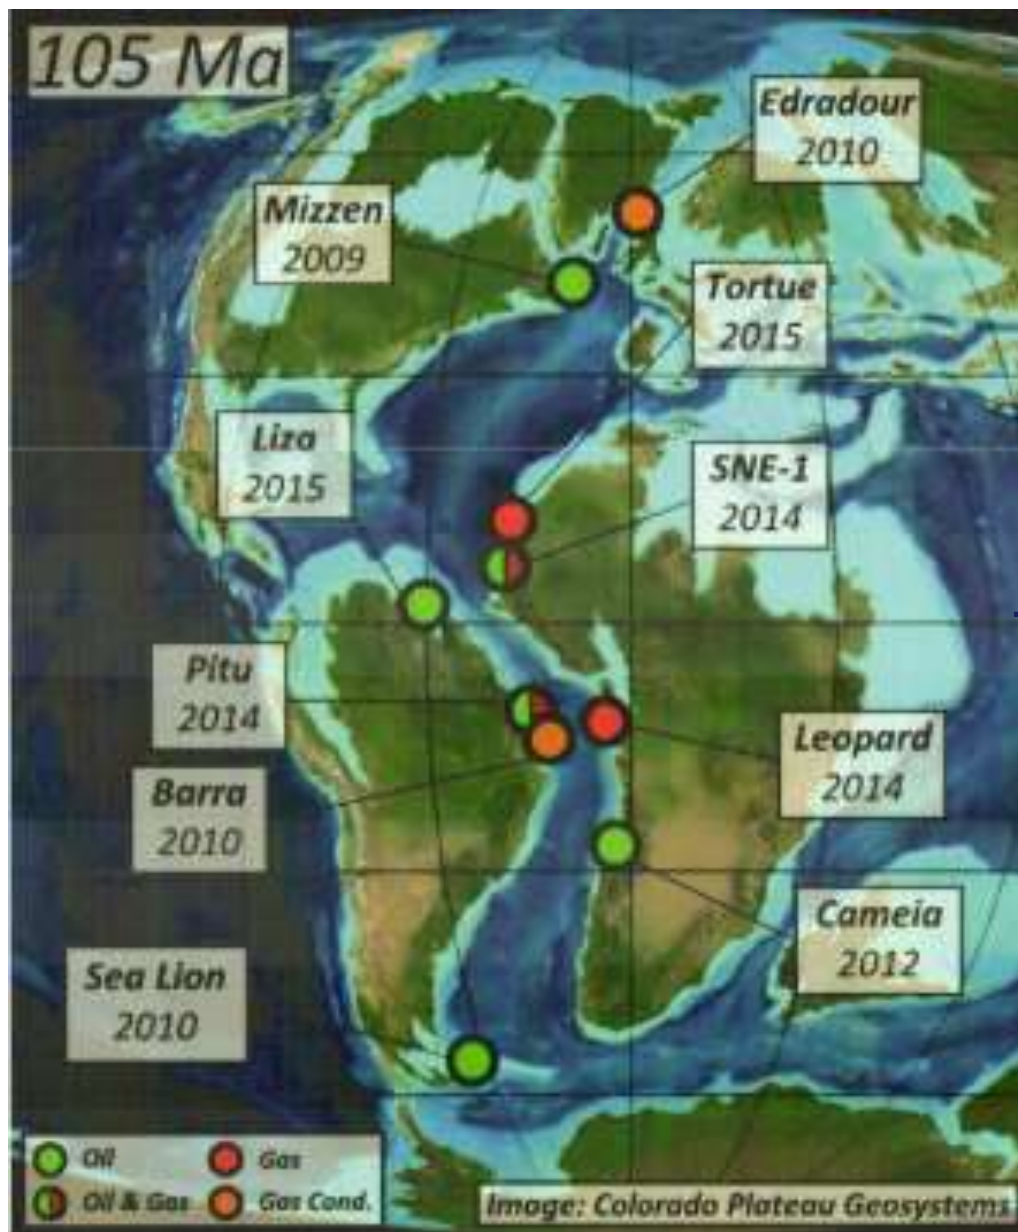 105 Ma
Edradour
2010
Mizzen
2009
Tortue
2015
Liza
2015
SNE-1
2014
Pitu
2014
Leopard
2014
Barra
2010
Cameia
2012
Sea Lion
2010
Oil
Gas
Oil & Gas
Gas Cond.
Image: Colorado Plateau Geosystems